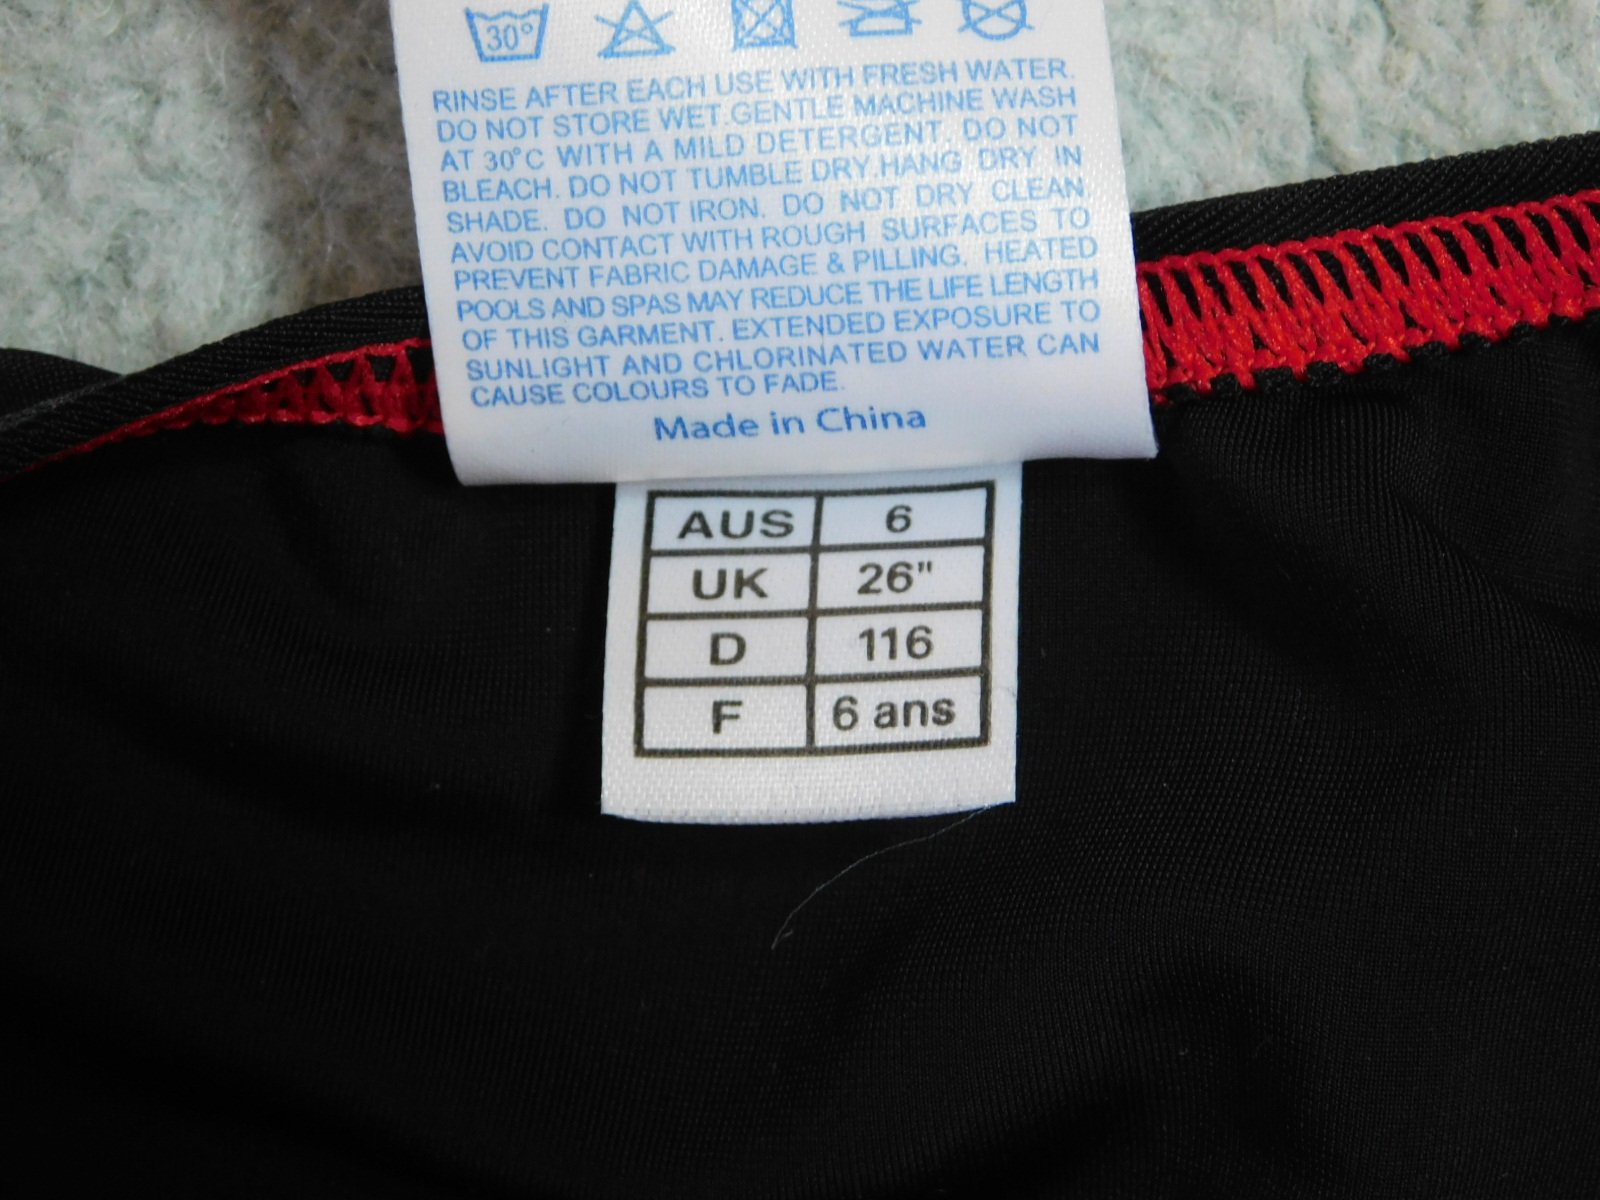 30°
RINSE AFTER EACH USE WITH FRESH WATER.
DO NOT STORE WET.GENTLE MACHINE WASH
AT 30°C WITH A MILD DETERGENT. DO NOT
BLEACH. DO NOT TUMBLE DRY.HANG DRY IN
SHADE. DO NOT IRON. DO NOT DRY CLEAN
AVOID CONTACT WITH ROUGH SURFACES TO
PREVENT FABRIC DAMAGE & PILLING. HEATED
POOLS AND SPAS MAY REDUCE THE LIFE LENGTH
OF THIS GARMENT. EXTENDED EXPOSURE TO
SUNLIGHT AND CHLORINATED WATER CAN
CAUSE COLOURS TO FADE.
Made in China
AUS 6
UK 26"
D 116
F 6 ans